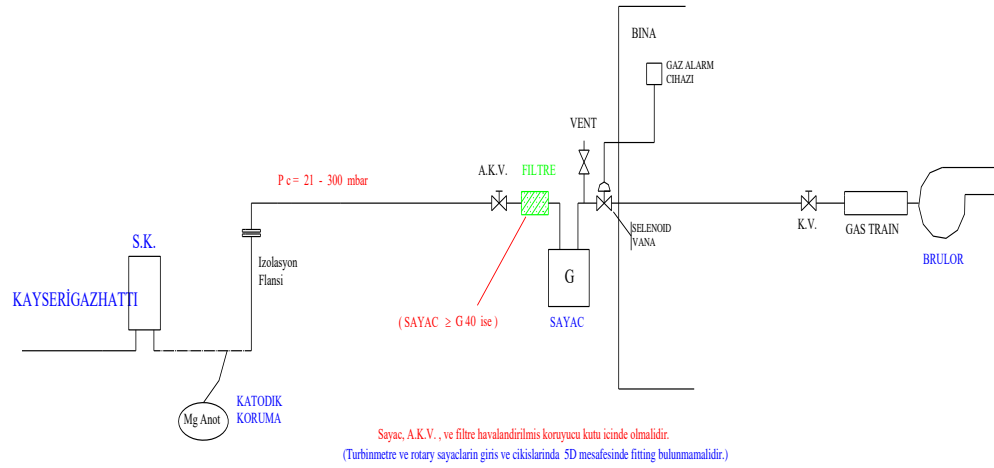 BINA
GAZ ALARM
CIHAZI
VENT
A.K.V.
FILTRE
P c = 21 - 300 mbar
SELENOID
VANA
K.V.
GAS TRAIN
BRULOR
S.K.
Izolasyon
Flansi
KAYSERİGAZHATTI
G
SAYAC
( SAYAC ≥ G 40 ise )
Mg Anot
KATODIK
KORUMA
Sayac, A.K.V. , ve filtre havalandirilmis koruyucu kutu icinde olmalidir.
(Turbinmetre ve rotary sayaclarin giris ve cikislarinda 5D mesafesinde fitting bulunmamalidir.)